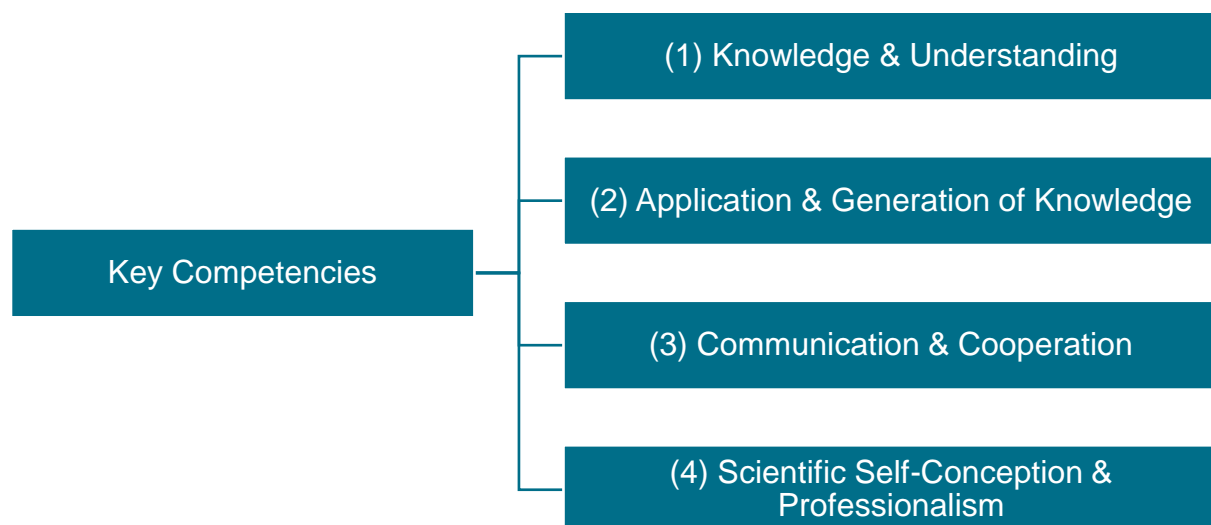 (1) Knowledge & Understanding
(2) Application & Generation of Knowledge
Key Competencies
(3) Communication & Cooperation
(4) Scientific Self-Conception &
Professionalism